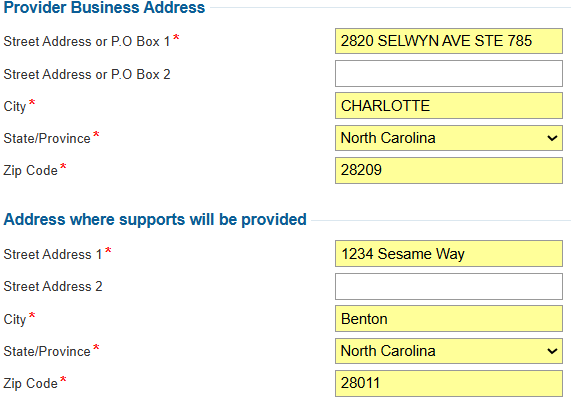 Provider Business Address
Street Address or P.O Box 1* 2820 SELWYN AVE STE 785
Street Address or P.O Box 2
City* CHARLOTTE
State/Province* North Carolina
Zip Code* 28209
Address where supports will be provided
Street Address 1* 1234 Sesame Way
Street Address 2
City* Benton
State/Province* North Carolina
Zip Code* 28011